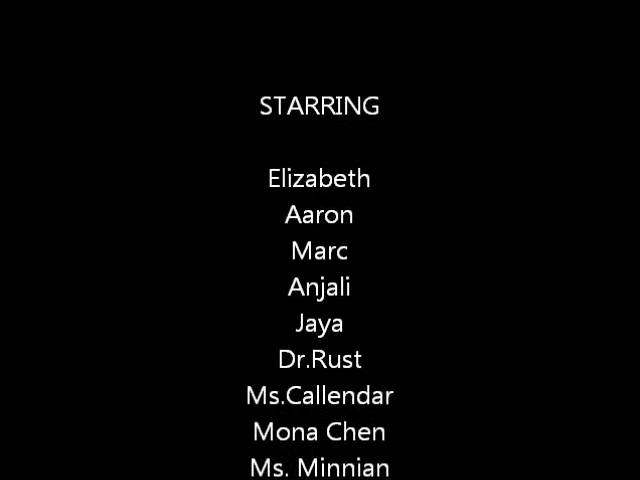 STARRING
Elizabeth
Aaron
Marc
Anjali
Jaya
Dr.Rust
Ms.Callendar
Mona Chen
Ms. Minnian